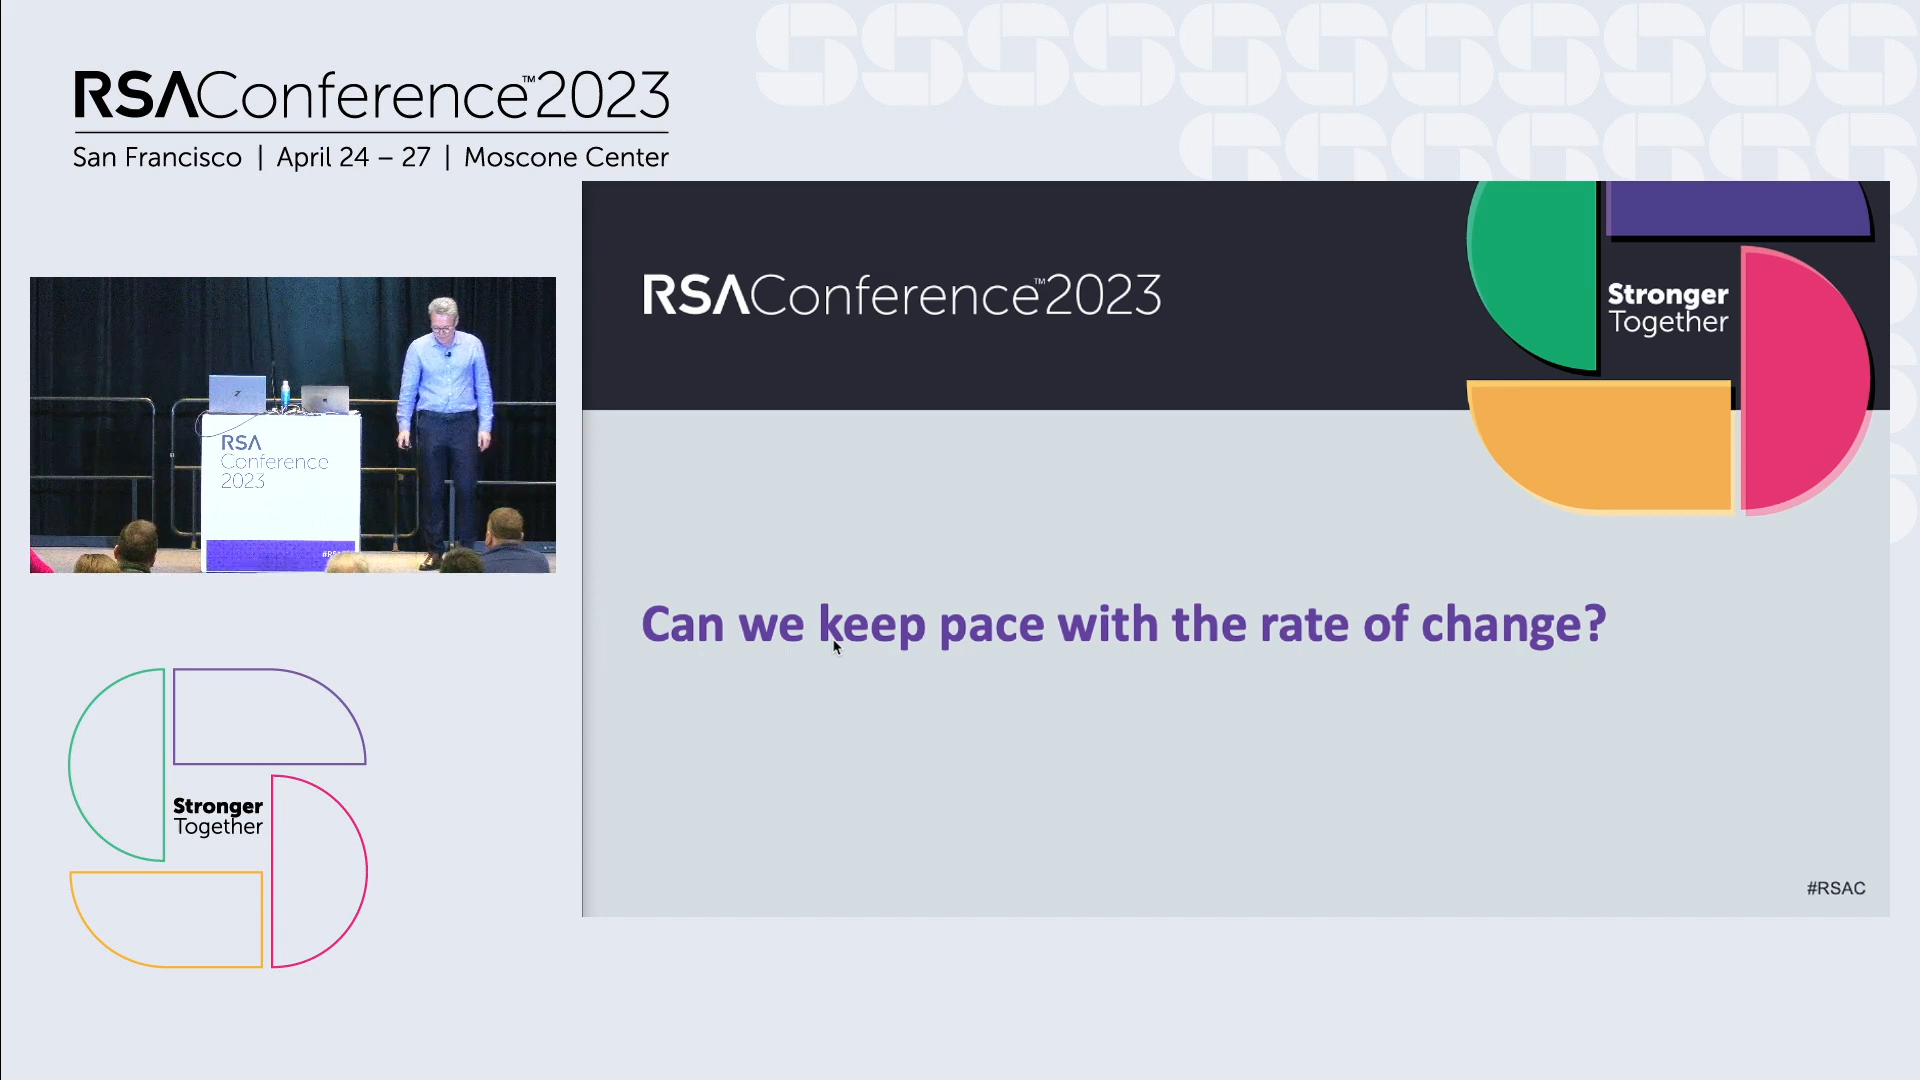 RSAConference™2023
San Francisco | April 24 – 27 | Moscone Center
RSAConference™2023
Stronger
Together
RSA
Conference
2023
Can we keep pace with the rate of change?
Stronger
Together
#RSAC